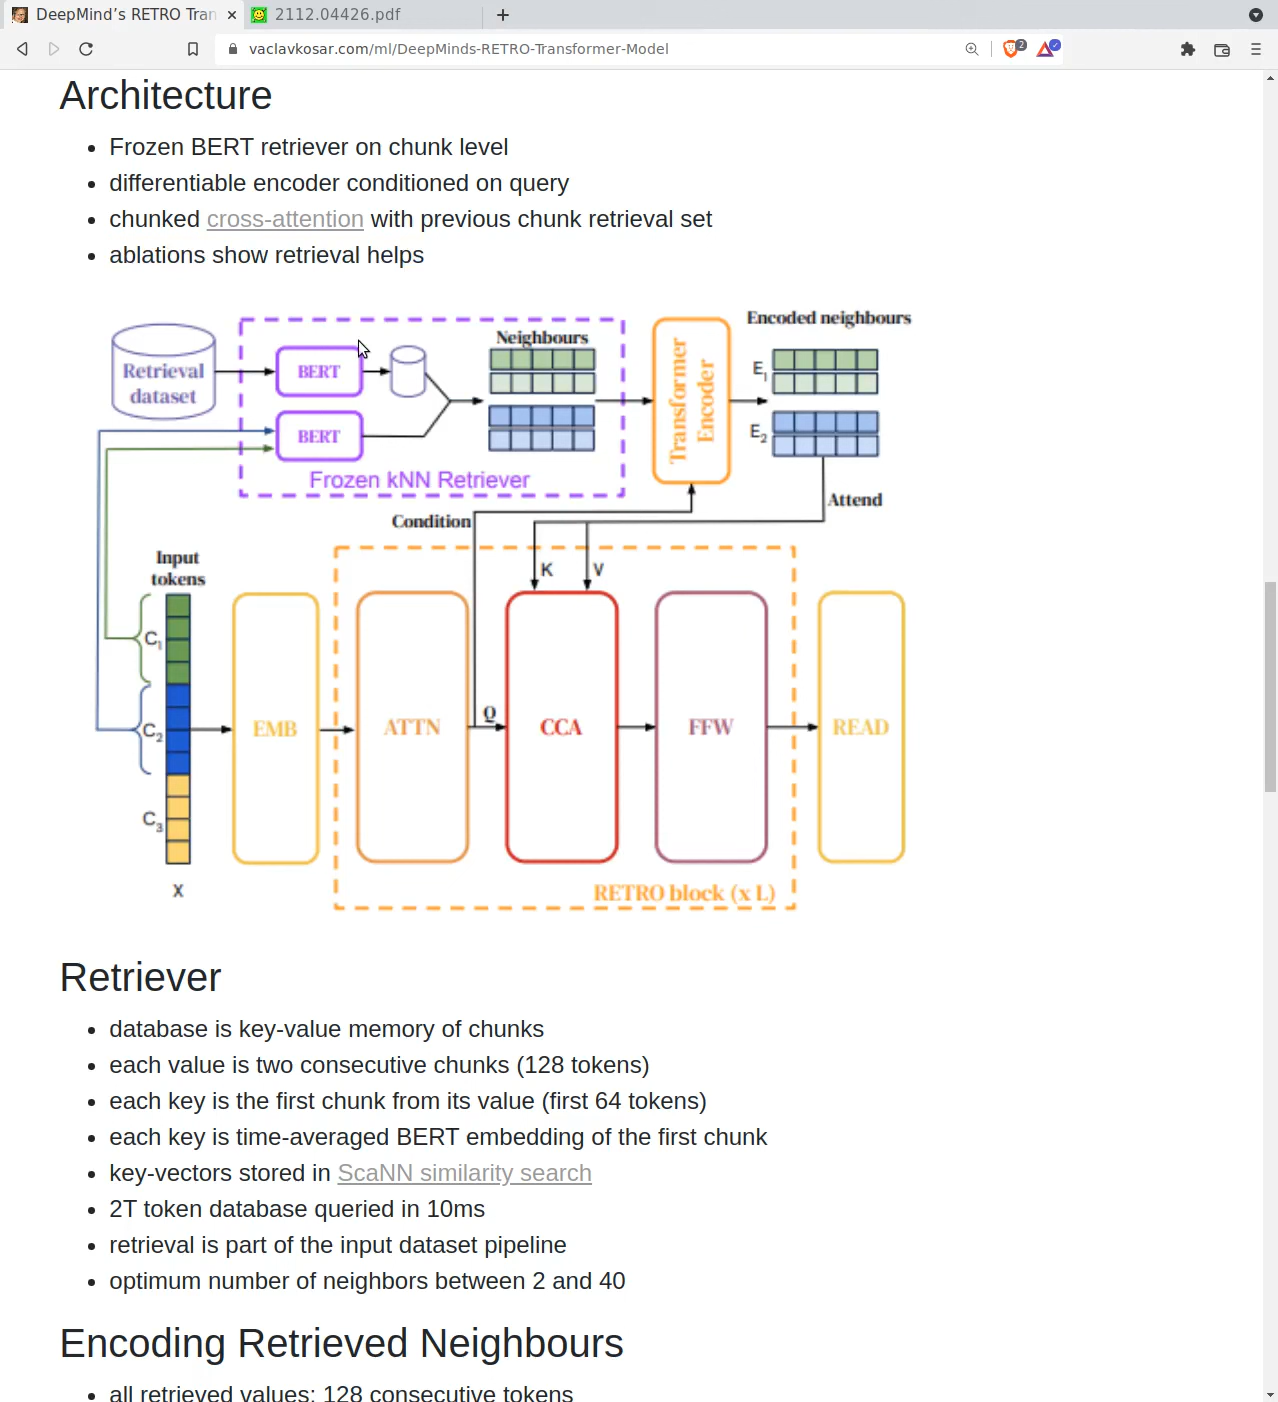 DeepMind's RETRO Tran
2112.04426.pdf
vaclavkosar.com/ml/DeepMinds-RETRO-Transformer-Model
2
Architecture
Frozen BERT retriever on chunk level
differentiable encoder conditioned on query
chunked cross-attention with previous chunk retrieval set
ablations show retrieval helps
Encoded neighbours
Neighbours
Retrieval
dataset
BERT
BERT
Frozen kNN Retriever
Transformer
Encoder
E1
E2
Attend
Condition
Input
tokens
K
V
C1
C2
C3
X
EMB
ATTN
Q
CCA
FFW
READ
RETRO block (x L)
Retriever
database is key-value memory of chunks
each value is two consecutive chunks (128 tokens)
each key is the first chunk from its value (first 64 tokens)
each key is time-averaged BERT embedding of the first chunk
key-vectors stored in ScaNN similarity search
2T token database queried in 10ms
retrieval is part of the input dataset pipeline
optimum number of neighbors between 2 and 40
Encoding Retrieved Neighbours
all retrieved values: 128 consecutive tokens